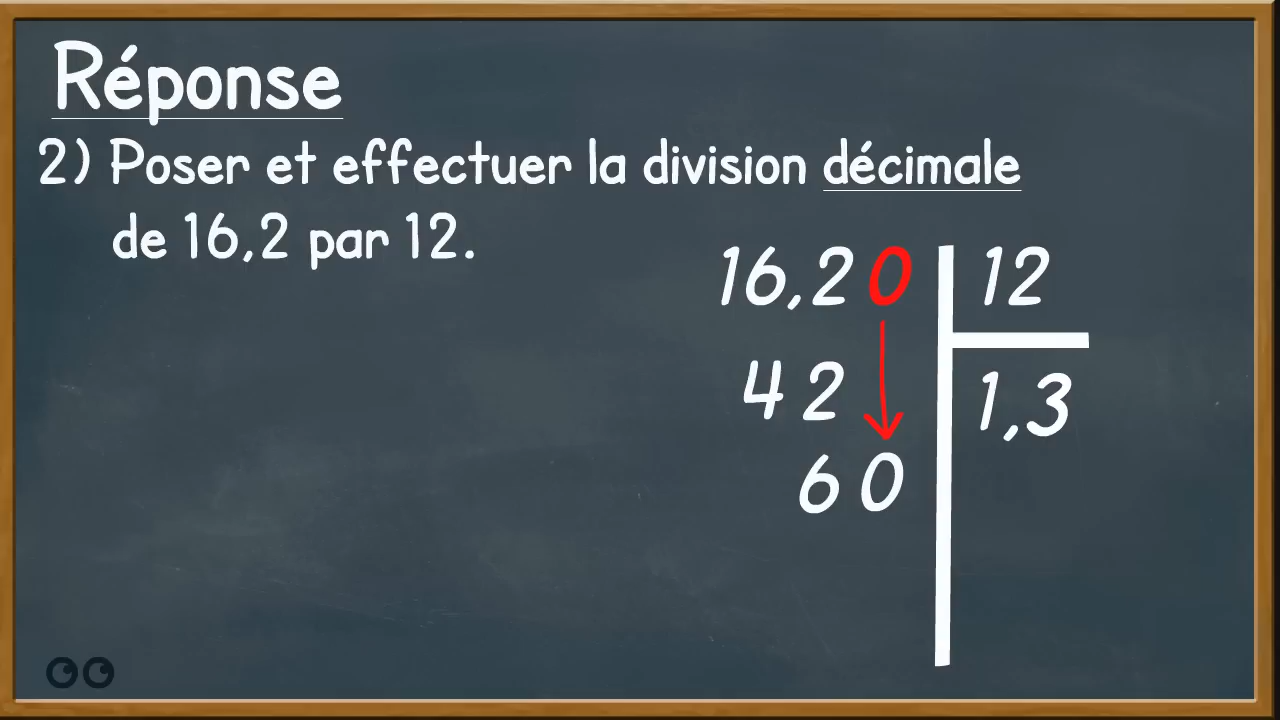 Réponse
2) Poser et effectuer la division décimale
de 16,2 par 12.
16,20 12
42 1,3
60